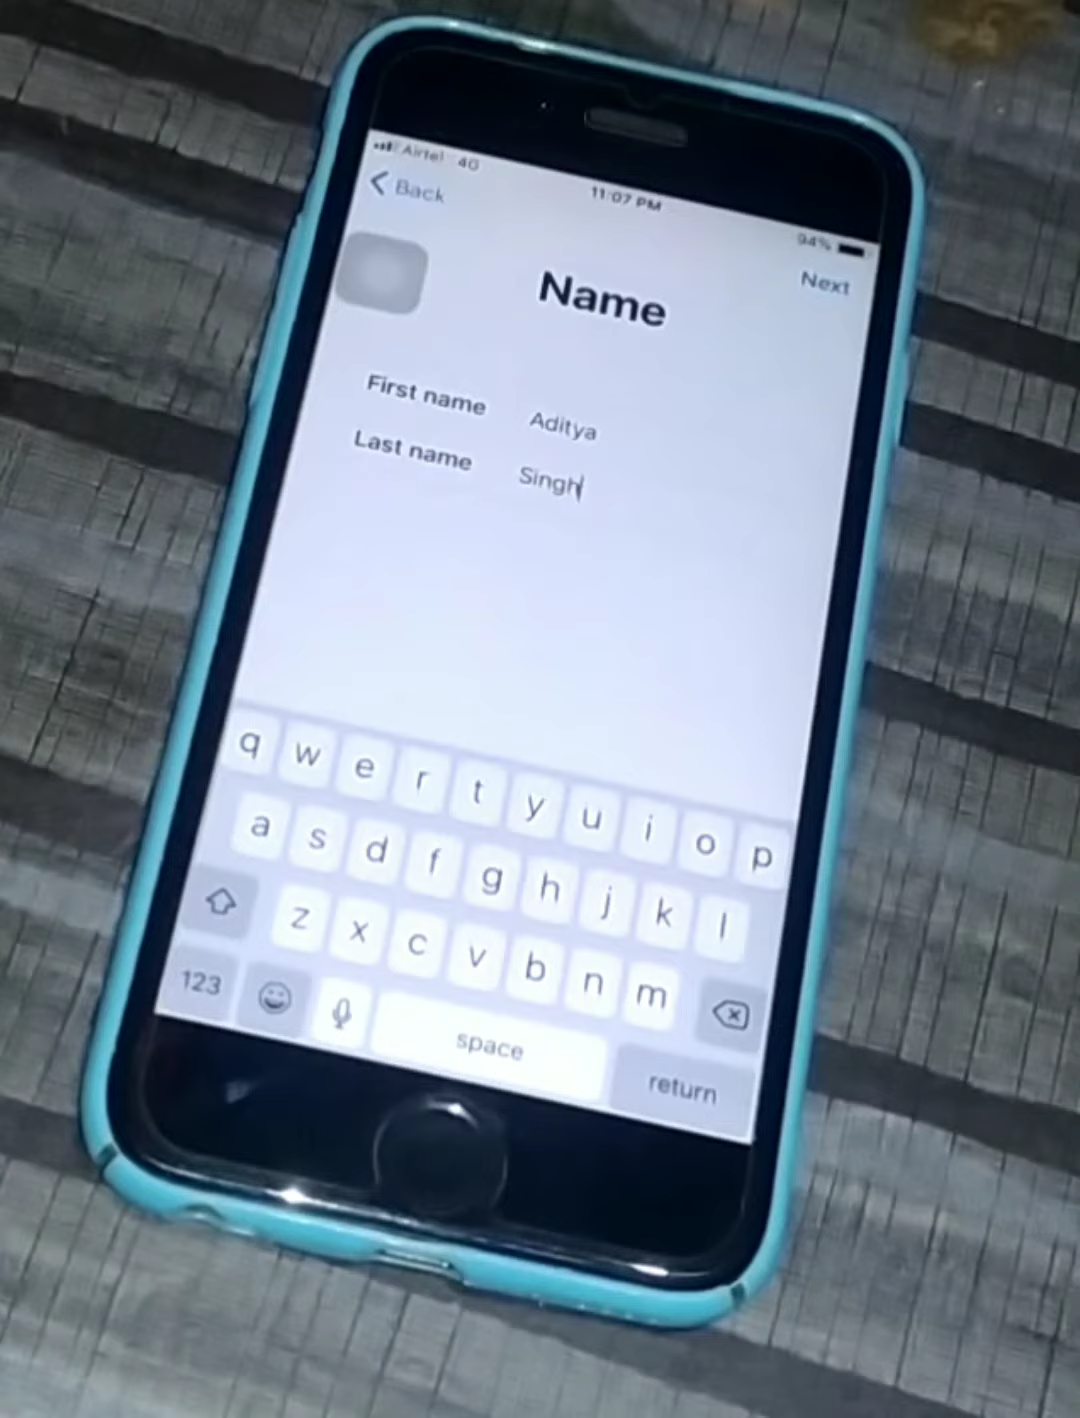 Airtel 4G
11:07 PM
94%
Back
Next
Name
First name Aditya
Last name Singh
q w e r t y u i o p
a s d f g h j k l
z x c v b n m
123 space return